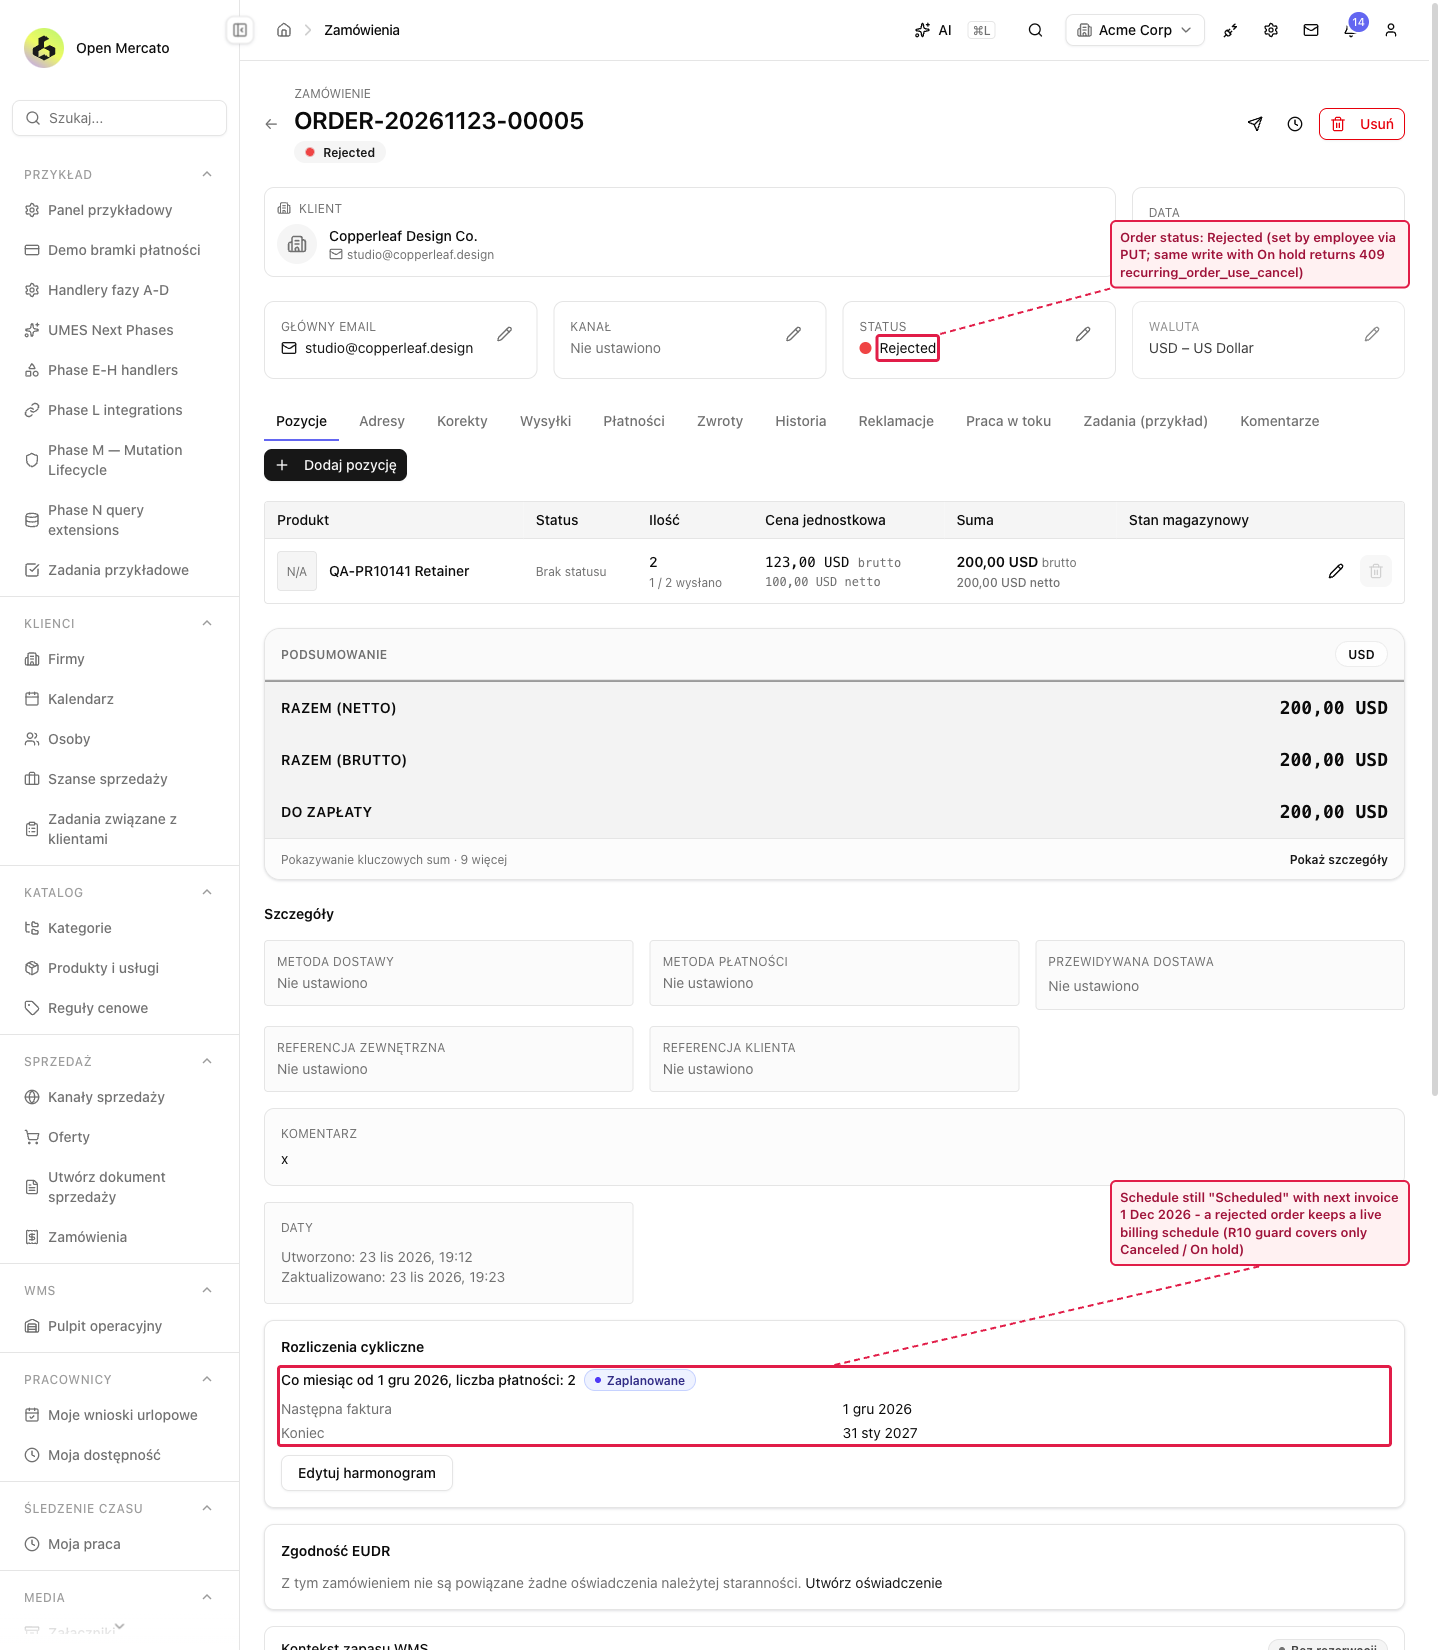 Open Mercato
Zamówienia
AI
⌘L
Acme Corp
14
Szukaj...
PRZYKŁAD
Panel przykładowy
Demo bramki płatności
Handlery fazy A-D
UMES Next Phases
Phase E-H handlers
Phase L integrations
Phase M — Mutation
Lifecycle
Phase N query
extensions
Zadania przykładowe
KLIENCI
Firmy
Kalendarz
Osoby
Szanse sprzedaży
Zadania związane z
klientami
KATALOG
Kategorie
Produkty i usługi
Reguły cenowe
SPRZEDAŻ
Kanały sprzedaży
Oferty
Utwórz dokument
sprzedaży
Zamówienia
WMS
Pulpit operacyjny
PRACOWNICY
Moje wnioski urlopowe
Moja dostępność
ŚLEDZENIE CZASU
Moja praca
MEDIA
Załączniki
ZAMÓWIENIE
ORDER-20261123-00005
Rejected
Usuń
KLIENT
Copperleaf Design Co.
studio@copperleaf.design
DATA
Order status: Rejected (set by employee via
PUT; same write with On hold returns 409
recurring_order_use_cancel)
GŁÓWNY EMAIL
studio@copperleaf.design
KANAŁ
Nie ustawiono
STATUS
Rejected
WALUTA
USD – US Dollar
Pozycje Adresy Korekty Wysyłki Płatności Zwroty Historia Reklamacje Praca w toku Zadania (przykład) Komentarze
Dodaj pozycję
Produkt Status Ilość Cena jednostkowa Suma Stan magazynowy
N/A QA-PR10141 Retainer Brak statusu
2
1 / 2 wysłano
123,00 USD brutto
100,00 USD netto
200,00 USD brutto
200,00 USD netto
PODSUMOWANIE USD
RAZEM (NETTO) 200,00 USD
RAZEM (BRUTTO) 200,00 USD
DO ZAPŁATY 200,00 USD
Pokazywanie kluczowych sum · 9 więcej Pokaż szczegóły
Szczegóły
METODA DOSTAWY
Nie ustawiono
METODA PŁATNOŚCI
Nie ustawiono
PRZEWIDYWANA DOSTAWA
Nie ustawiono
REFERENCJA ZEWNĘTRZNA
Nie ustawiono
REFERENCJA KLIENTA
Nie ustawiono
KOMENTARZ
x
DATY
Utworzono: 23 lis 2026, 19:12
Zaktualizowano: 23 lis 2026, 19:23
Schedule still "Scheduled" with next invoice
1 Dec 2026 - a rejected order keeps a live
billing schedule (R10 guard covers only
Canceled / On hold)
Rozliczenia cykliczne
Co miesiąc od 1 gru 2026, liczba płatności: 2 Zaplanowane
Następna faktura 1 gru 2026
Koniec 31 sty 2027
Edytuj harmonogram
Zgodność EUDR
Z tym zamówieniem nie są powiązane żadne oświadczenia należytej staranności. Utwórz oświadczenie
Kontekst zapasu WMS Bez rezerwacji